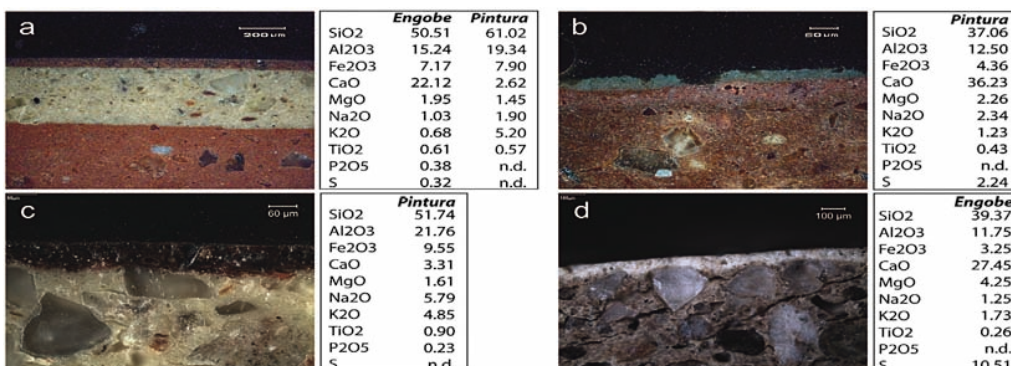 a
200 µm
Engobe Pintura
SiO2 50.51 61.02
Al2O3 15.24 19.34
Fe2O3 7.17 7.90
CaO 22.12 2.62
MgO 1.95 1.45
Na2O 1.03 1.90
K2O 0.68 5.20
TiO2 0.61 0.57
P2O5 0.38 n.d.
S 0.32 n.d.
b
60 µm
Pintura
SiO2 37.06
Al2O3 12.50
Fe2O3 4.36
CaO 36.23
MgO 2.26
Na2O 2.34
K2O 1.23
TiO2 0.43
P2O5 n.d.
S 2.24
c
60 µm
Pintura
SiO2 51.74
Al2O3 21.76
Fe2O3 9.55
CaO 3.31
MgO 1.61
Na2O 5.79
K2O 4.85
TiO2 0.90
P2O5 0.23
S n.d.
d
100 µm
Engobe
SiO2 39.37
Al2O3 11.75
Fe2O3 3.25
CaO 27.45
MgO 4.25
Na2O 1.25
K2O 1.73
TiO2 0.26
P2O5 n.d.
S 10.51